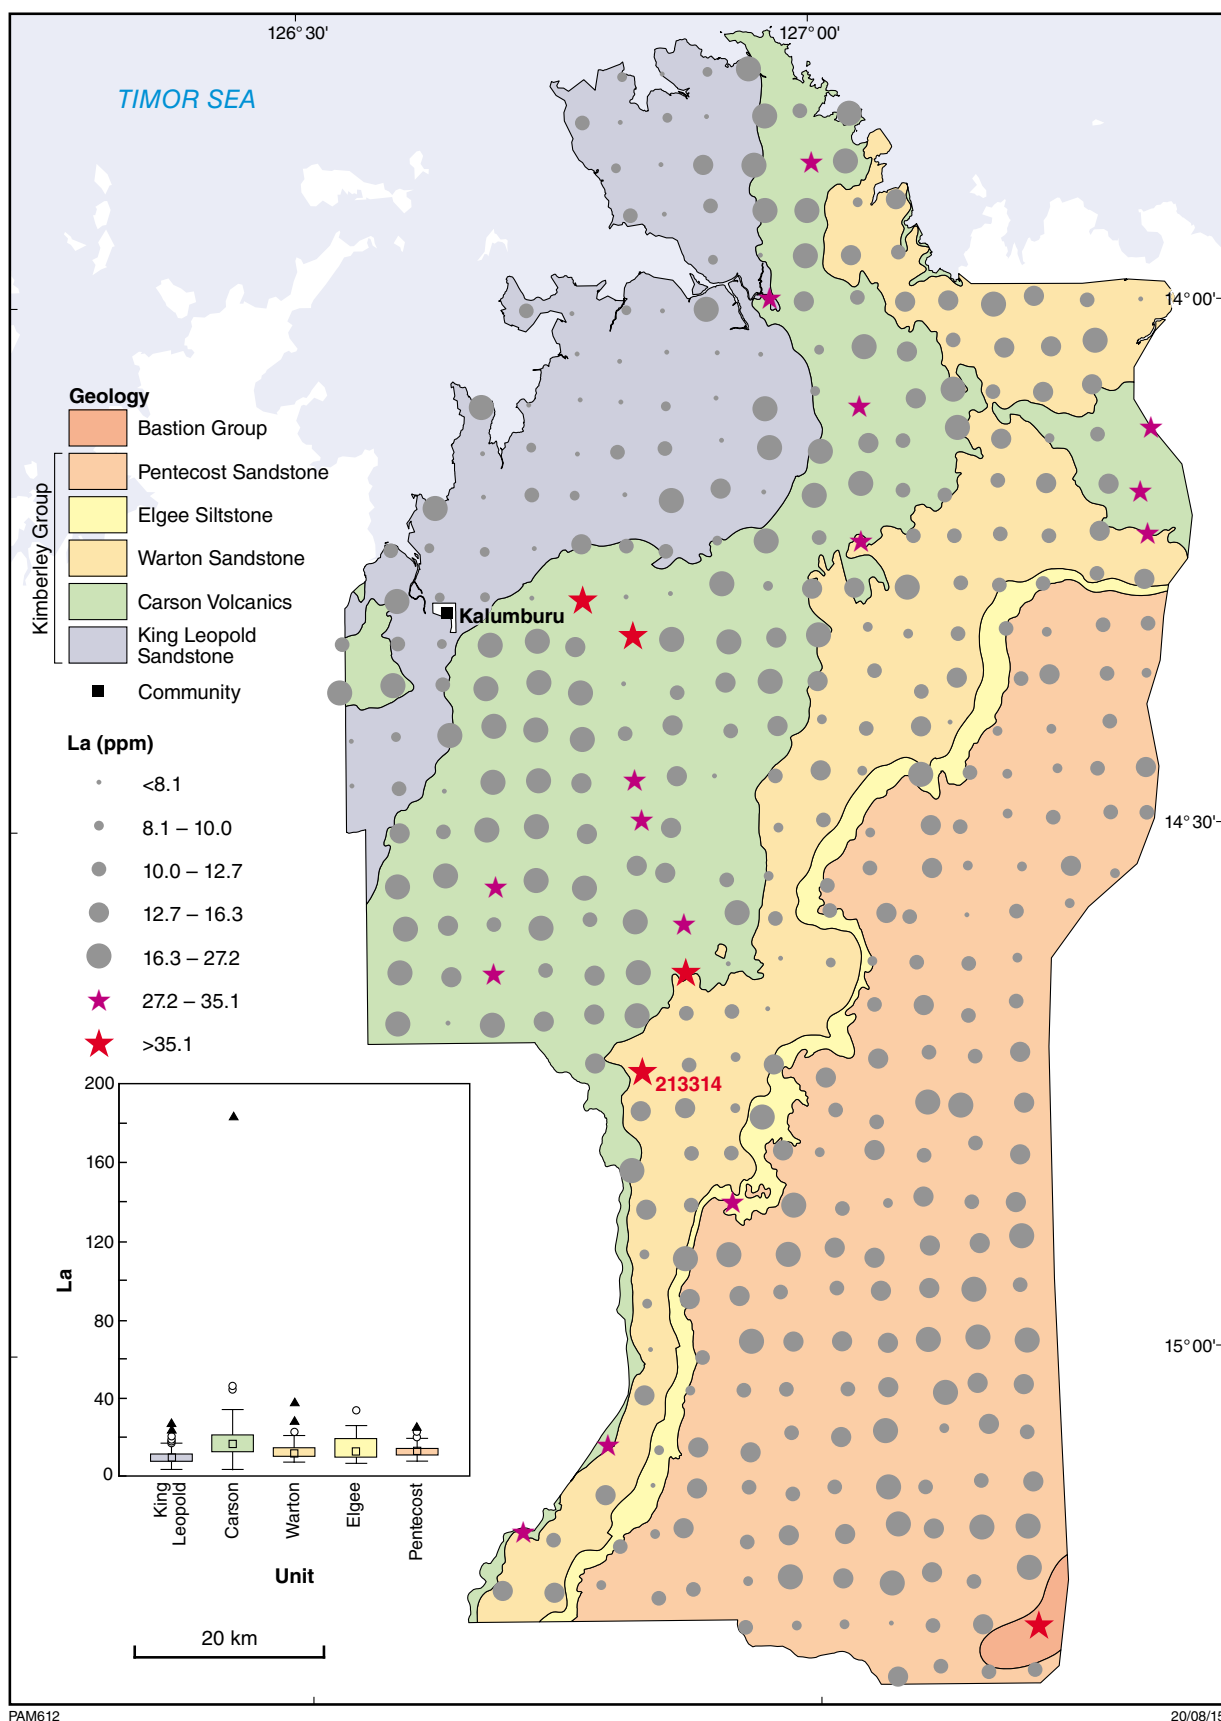 126°30'
127°00'
TIMOR SEA
14°00'
Geology
Bastion Group
Kimberley Group
Pentecost Sandstone
Elgee Siltstone
Warton Sandstone
Carson Volcanics
King Leopold
Sandstone
Community
Kalumburu
La (ppm)
<8.1
8.1 – 10.0
10.0 – 12.7
12.7 – 16.3
16.3 – 27.2
27.2 – 35.1
>35.1
14°30'
213314
200
160
120
80
40
0
La
King
Leopold
Carson
Warton
Elgee
Pentecost
Unit
15°00'
20 km
PAM612
20/08/15